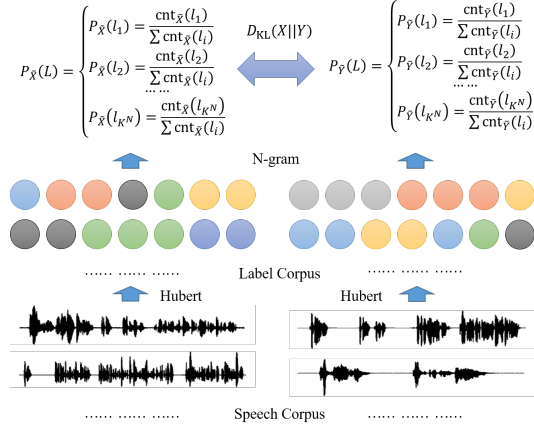 P_X̃(L) = { P_X̃(l_1) = cnt_X̃(l_1) / ∑ cnt_X̃(l_i)
P_X̃(l_2) = cnt_X̃(l_2) / ∑ cnt_X̃(l_i)
... ...
P_X̃(l_{K^N}) = cnt_X̃(l_{K^N}) / ∑ cnt_X̃(l_i)
D_KL(X||Y)
P_Ỹ(L) = { P_Ỹ(l_1) = cnt_Ỹ(l_1) / ∑ cnt_Ỹ(l_i)
P_Ỹ(l_2) = cnt_Ỹ(l_2) / ∑ cnt_Ỹ(l_i)
... ...
P_Ỹ(l_{K^N}) = cnt_Ỹ(l_{K^N}) / ∑ cnt_Ỹ(l_i)
N-gram
...... ...... ...... Label Corpus ...... ...... ......
Hubert Hubert
...... ...... ...... Speech Corpus ...... ...... ......